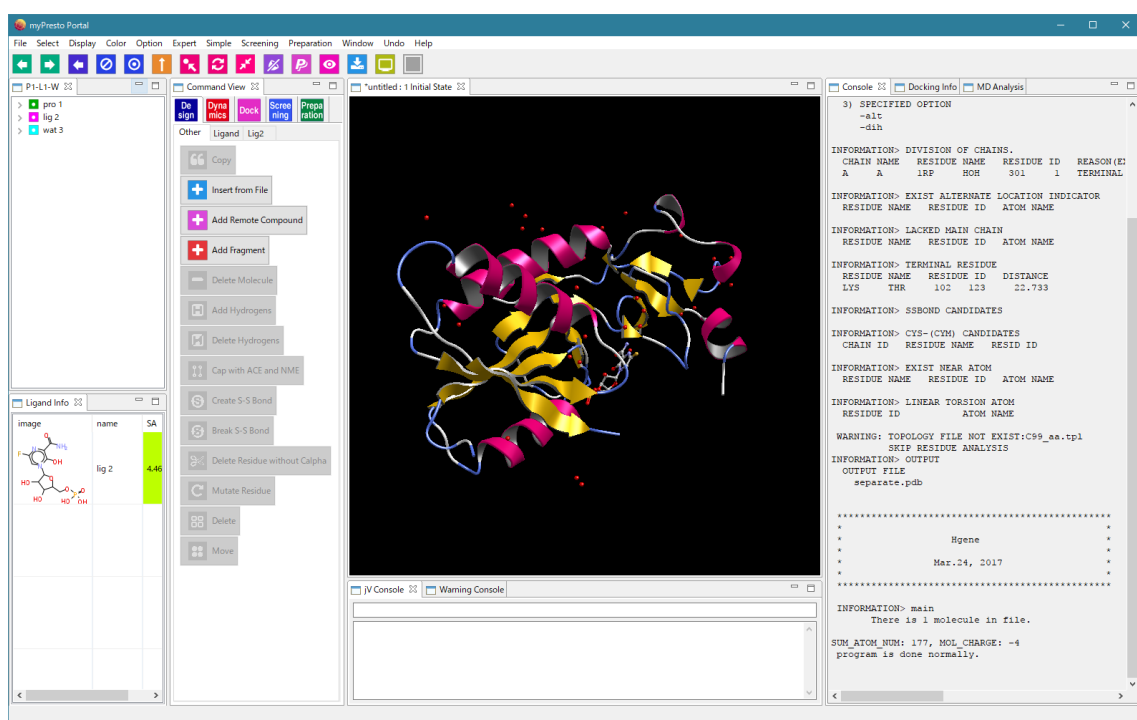 myPresto Portal
File Select Display Color Option Expert Simple Screening Preparation Window Undo Help
P1-L1-W
pro 1
lig 2
wat 3
Ligand Info
image name SA
F
O
NH2
N
N
OH
HO
O
O
P
O
HO
HO OH
lig 2
4.46
Command View
De
sign
Dyna
mics
Dock
Scree
ning
Prepa
ration
Other Ligand Lig2
Copy
Insert from File
Add Remote Compound
Add Fragment
Delete Molecule
Add Hydrogens
Delete Hydrogens
Cap with ACE and NME
Create S-S Bond
Break S-S Bond
Delete Residue without Calpha
Mutate Residue
Delete
Move
*untitled : 1 Initial State
jV Console Warning Console
Console Docking Info MD Analysis
3) SPECIFIED OPTION
-alt
-dih
INFORMATION> DIVISION OF CHAINS.
CHAIN NAME RESIDUE NAME RESIDUE ID REASON(E
A A 1RP HOH 301 1 TERMINAL
INFORMATION> EXIST ALTERNATE LOCATION INDICATOR
RESIDUE NAME RESIDUE ID ATOM NAME
INFORMATION> LACKED MAIN CHAIN
RESIDUE NAME RESIDUE ID ATOM NAME
INFORMATION> TERMINAL RESIDUE
RESIDUE NAME RESIDUE ID DISTANCE
LYS THR 102 123 22.733
INFORMATION> SSBOND CANDIDATES
INFORMATION> CYS-(CYM) CANDIDATES
CHAIN ID RESIDUE NAME RESID ID
INFORMATION> EXIST NEAR ATOM
RESIDUE NAME RESIDUE ID ATOM NAME
INFORMATION> LINEAR TORSION ATOM
RESIDUE ID ATOM NAME
WARNING: TOPOLOGY FILE NOT EXIST:C99_aa.tpl
SKIP RESIDUE ANALYSIS
INFORMATION> OUTPUT
OUTPUT FILE
separate.pdb
************************************************
* *
* Hgene *
* *
* Mar.24, 2017 *
* *
************************************************
INFORMATION> main
There is 1 molecule in file.
SUM_ATOM_NUM: 177, MOL_CHARGE: -4
program is done normally.